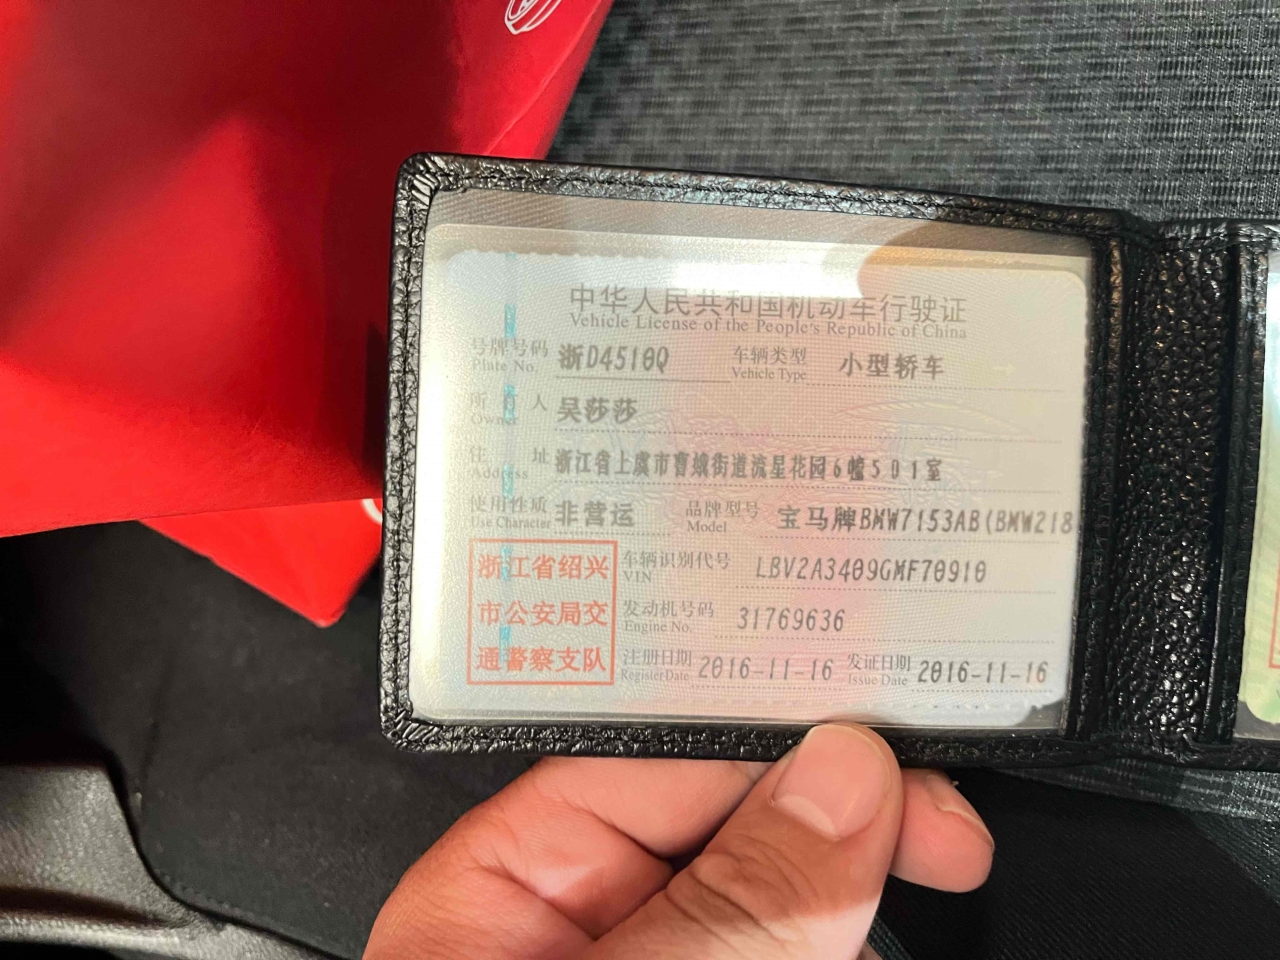 中华人民共和国机动车行驶证
Vehicle License of the People's Republic of China
号牌号码 浙D4510Q 车辆类型 小型轿车
Plate No. Vehicle Type
所 人 吴莎莎
Owner
住 址 浙江省上虞市曹娥街道流星花园6幢501室
Address
使用性质 非营运 品牌型号 宝马牌BMW7153AB(BMW218
Use Character Model
浙江省绍兴 车辆识别代号 LBV2A3409GMF70910
VIN
市公安局交 发动机号码 31769636
Engine No.
通警察支队 注册日期 2016-11-16 发证日期 2016-11-16
Register Date Issue Date